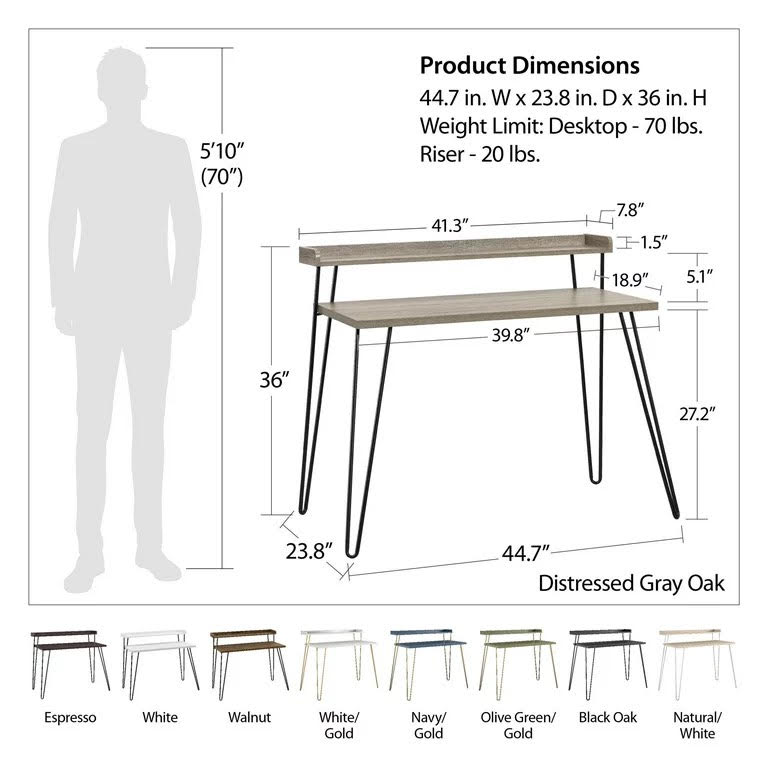 Product Dimensions
44.7 in. W x 23.8 in. D x 36 in. H
Weight Limit: Desktop - 70 lbs.
Riser - 20 lbs.
5’10”
(70”)
7.8”
41.3”
1.5”
18.9”
5.1”
39.8”
36”
27.2”
23.8”
44.7”
Distressed Gray Oak
Espresso
White
Walnut
White/
Gold
Navy/
Gold
Olive Green/
Gold
Black Oak
Natural/
White